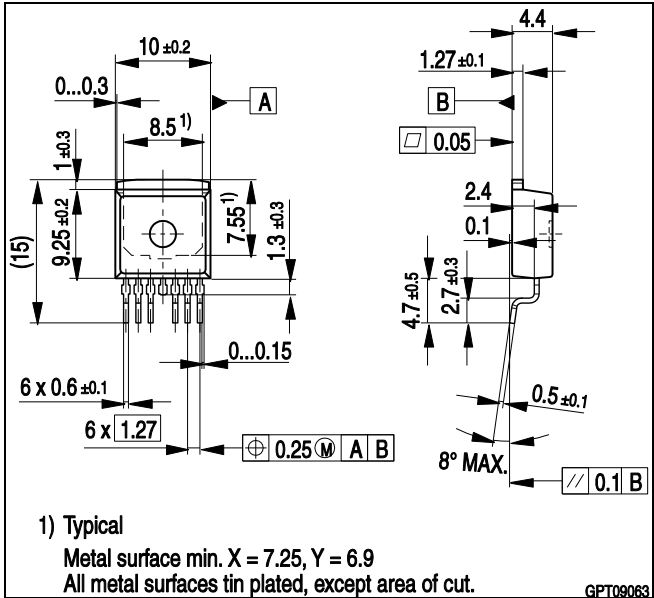 10 ±0.2
0...0.3
A
8.5 1)
1 ±0.3
(15)
9.25 ±0.2
7.55 1)
1.3 ±0.3
0...0.15
6 x 0.6 ±0.1
6 x 1.27
⌖ 0.25 Ⓜ A B
4.4
1.27 ±0.1
B
⏥ 0.05
2.4
0.1
4.7 ±0.5
2.7 ±0.3
0.5 ±0.1
8° MAX.
// 0.1 B
1) Typical
Metal surface min. X = 7.25, Y = 6.9
All metal surfaces tin plated, except area of cut.
GPT09063